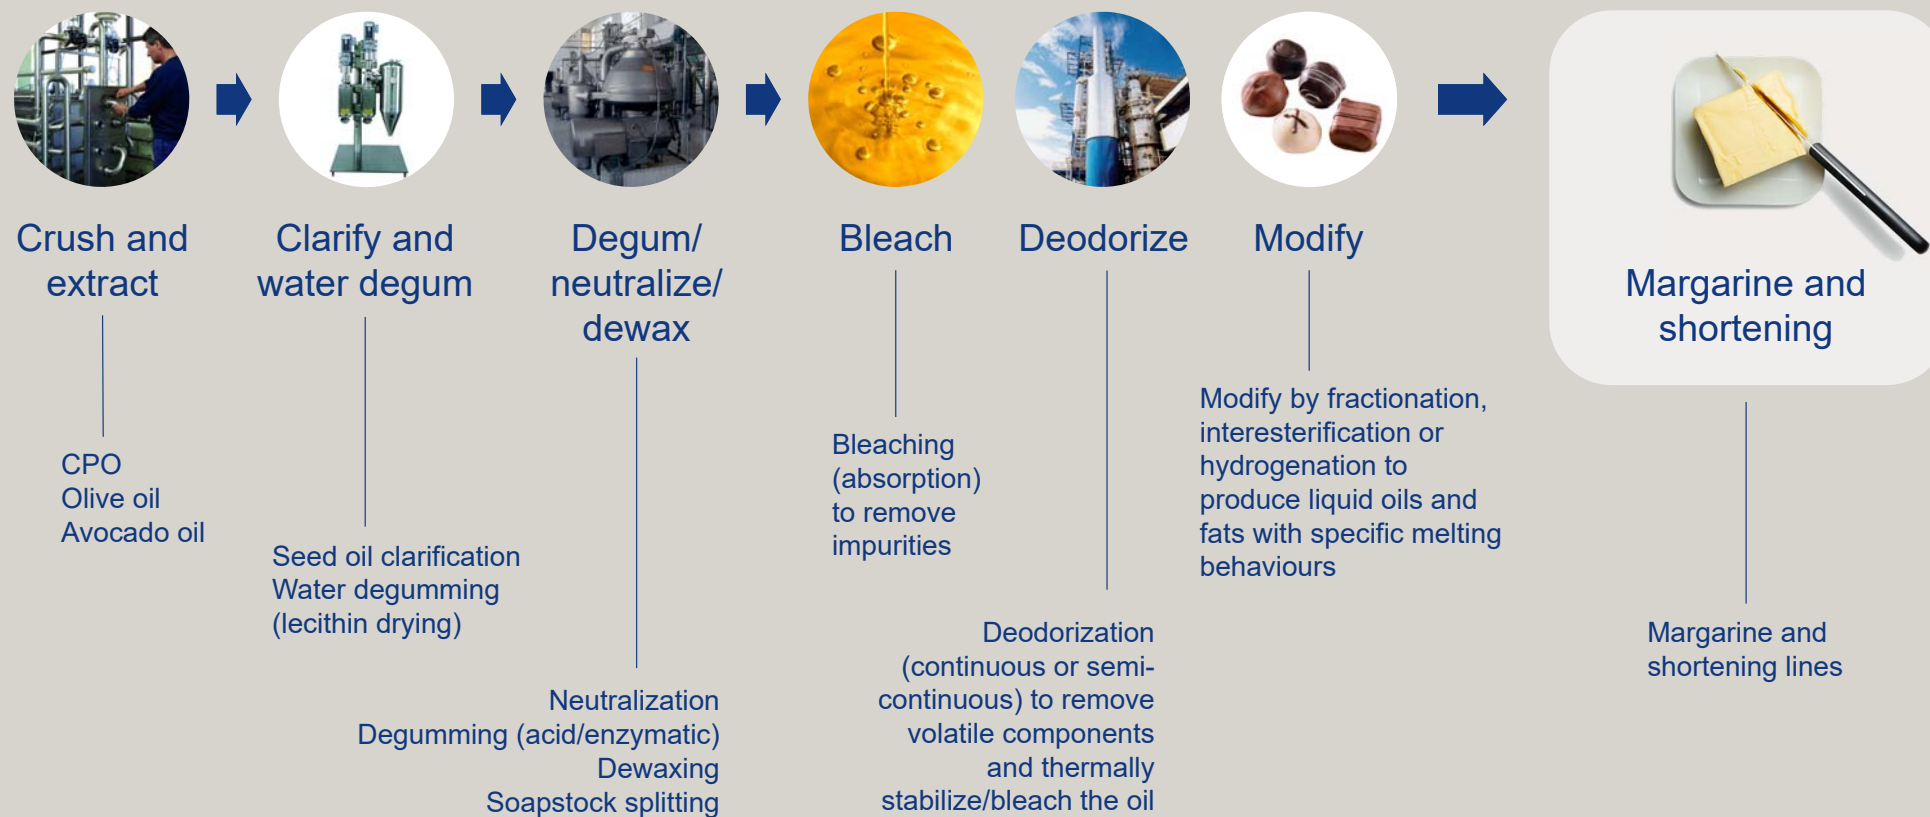 Crush and
extract
Clarify and
water degum
Degum/
neutralize/
dewax
Bleach
Deodorize
Modify
Margarine and
shortening
CPO
Olive oil
Avocado oil
Seed oil clarification
Water degumming
(lecithin drying)
Neutralization
Degumming (acid/enzymatic)
Dewaxing
Soapstock splitting
Bleaching
(absorption)
to remove
impurities
Deodorization
(continuous or semi-
continuous) to remove
volatile components
and thermally
stabilize/bleach the oil
Modify by fractionation,
interesterification or
hydrogenation to
produce liquid oils and
fats with specific melting
behaviours
Margarine and
shortening lines